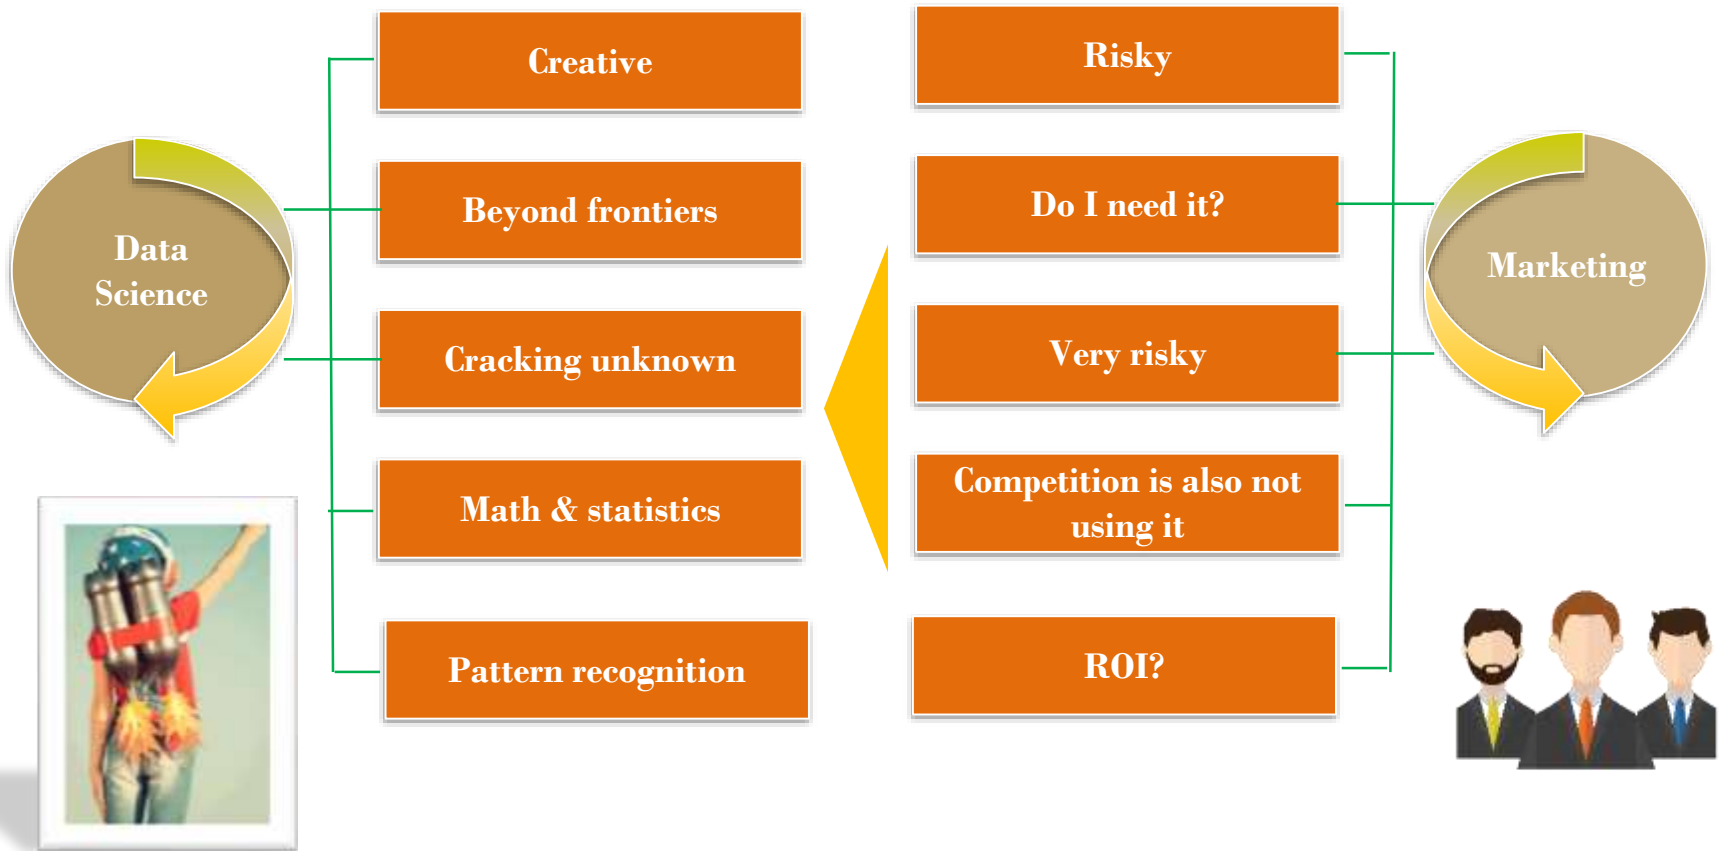 Data
Science
Creative
Beyond frontiers
Cracking unknown
Math & statistics
Pattern recognition
Risky
Do I need it?
Very risky
Competition is also not
using it
ROI?
Marketing